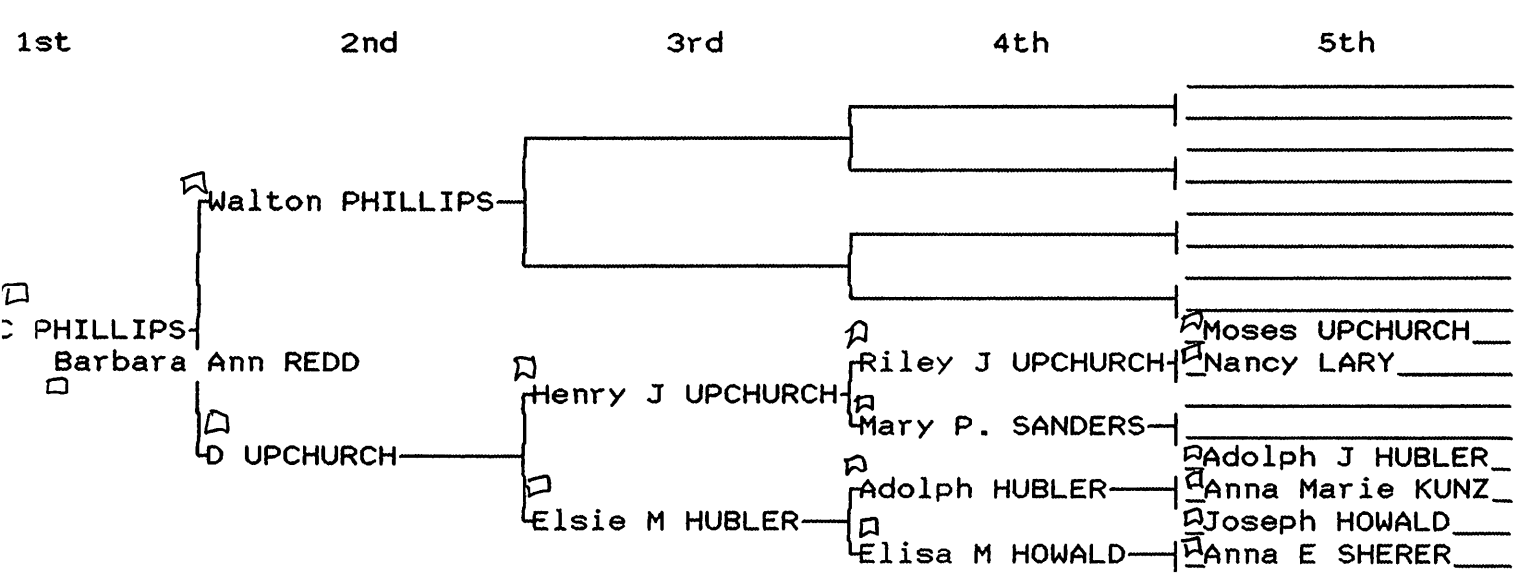 1st 2nd 3rd 4th 5th
Walton PHILLIPS
C PHILLIPS
Moses UPCHURCH
Barbara Ann REDD
Riley J UPCHURCH
Nancy LARY
Henry J UPCHURCH
Mary P. SANDERS
D UPCHURCH
Adolph J HUBLER
Adolph HUBLER
Anna Marie KUNZ
Elsie M HUBLER
Joseph HOWALD
Elisa M HOWALD
Anna E SHERER